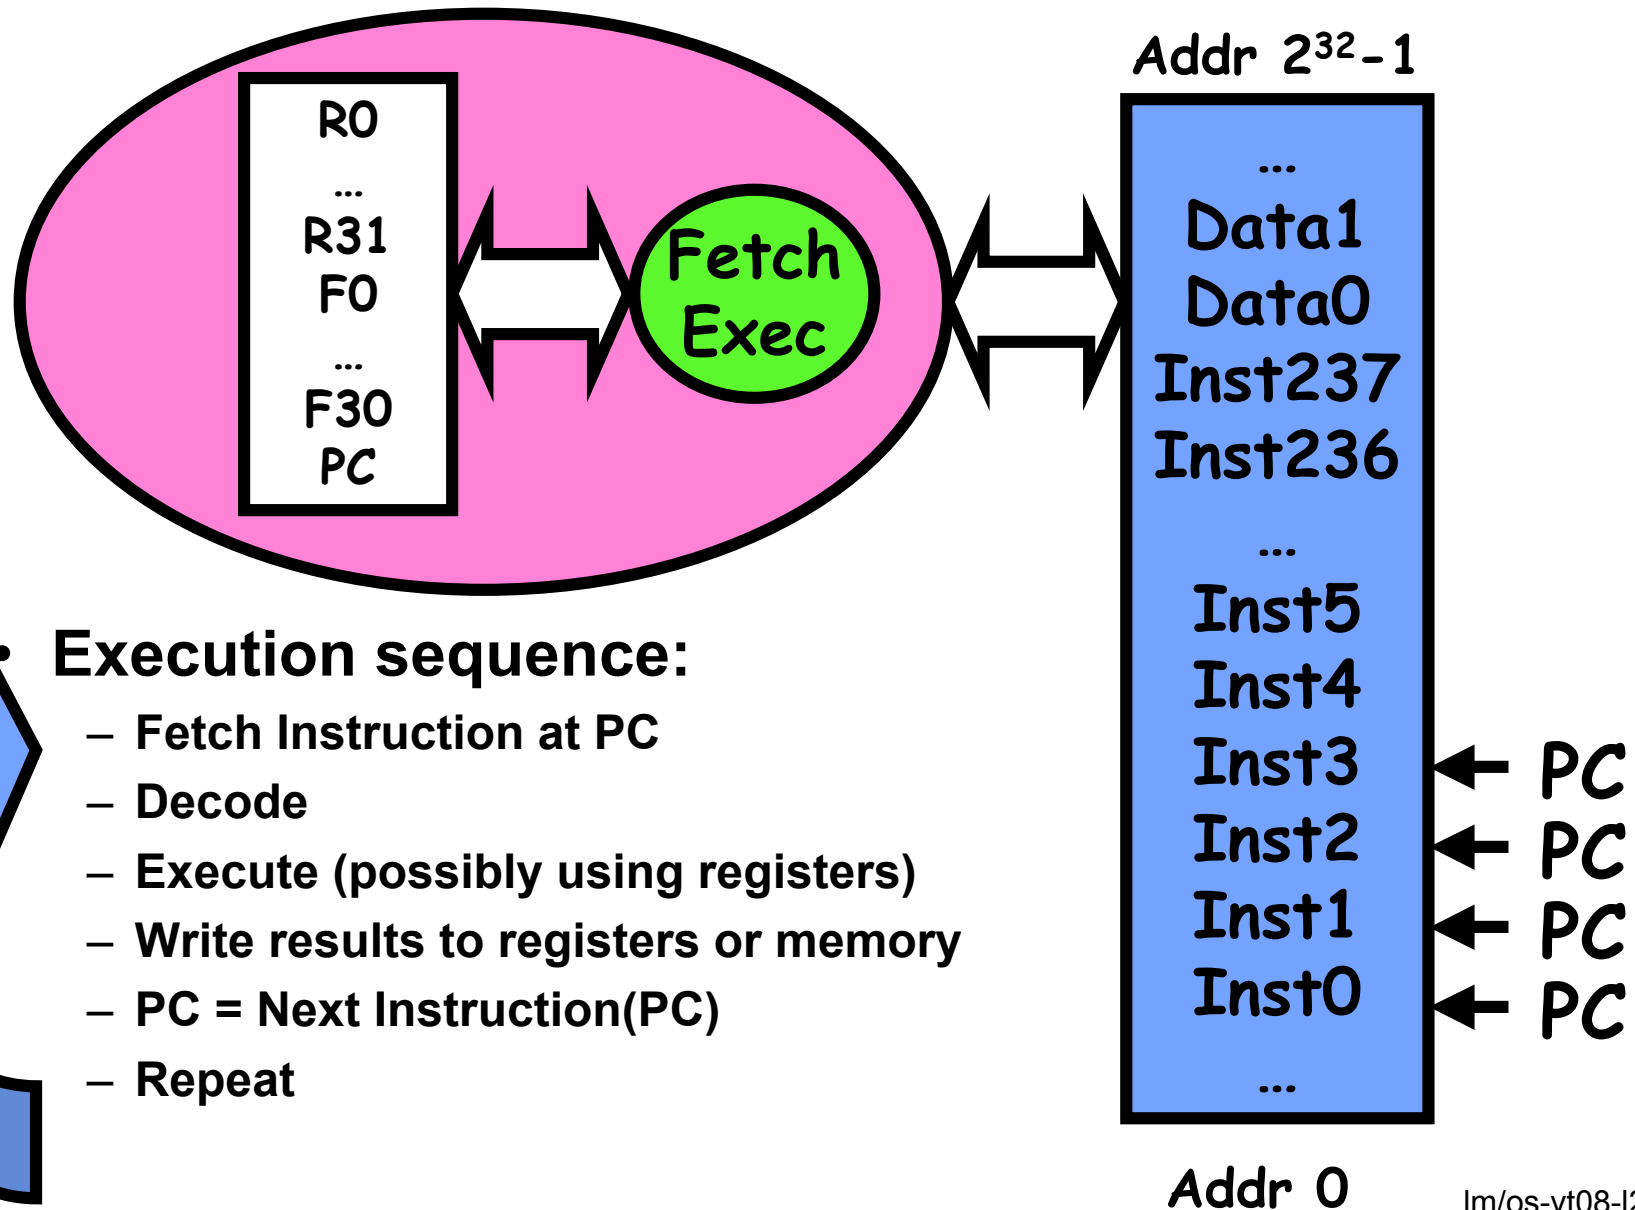 R0
…
R31
F0
…
F30
PC
Fetch
Exec
Addr 2³²-1
…
Data1
Data0
Inst237
Inst236
…
Inst5
Inst4
Inst3
Inst2
Inst1
Inst0
…
Addr 0
PC
PC
PC
PC
• Execution sequence:
– Fetch Instruction at PC
– Decode
– Execute (possibly using registers)
– Write results to registers or memory
– PC = Next Instruction(PC)
– Repeat